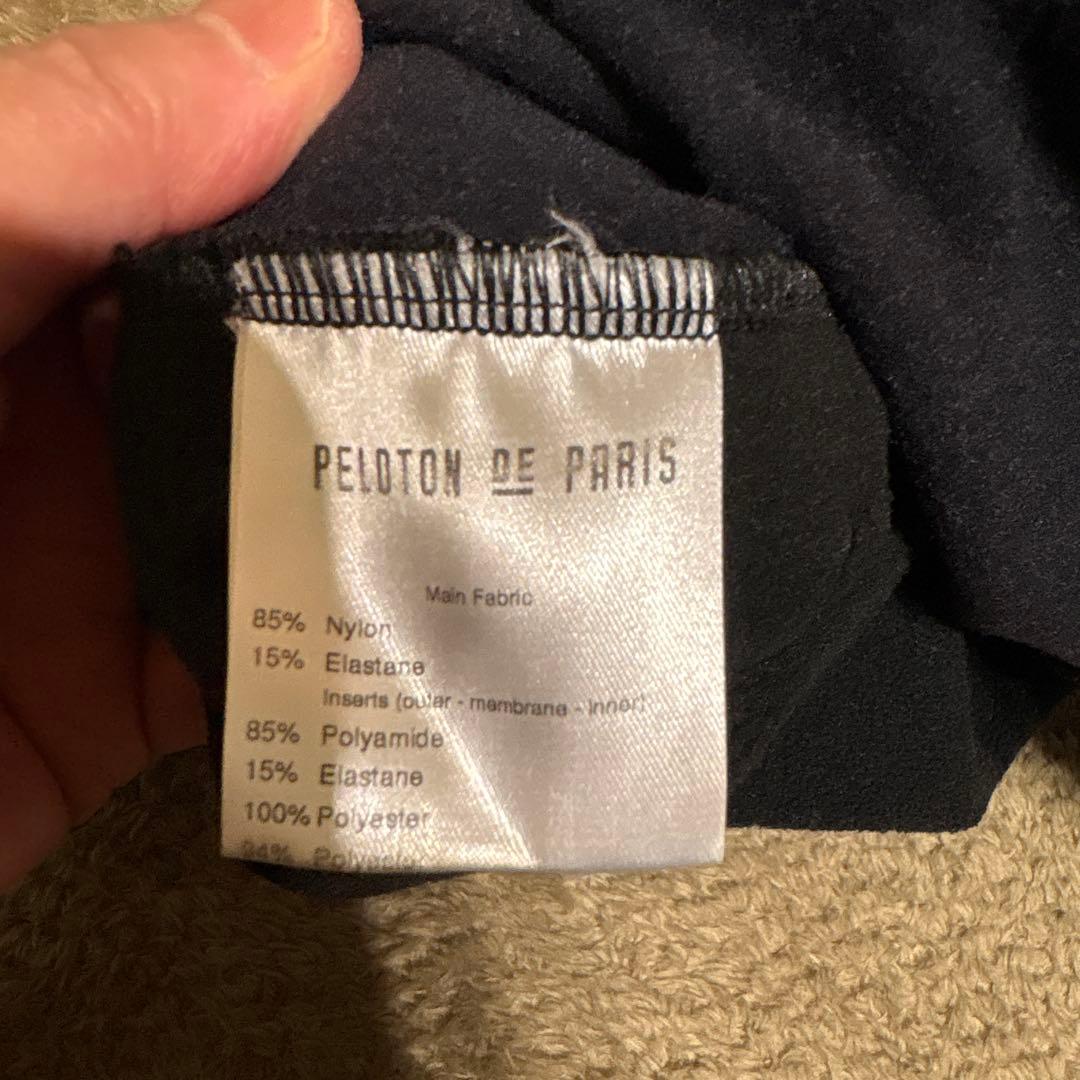 PELOTON DE PARIS
Main Fabric
85% Nylon
15% Elastane
Inserts (outer - membrane - inner)
85% Polyamide
15% Elastane
100% Polyester
Polyester